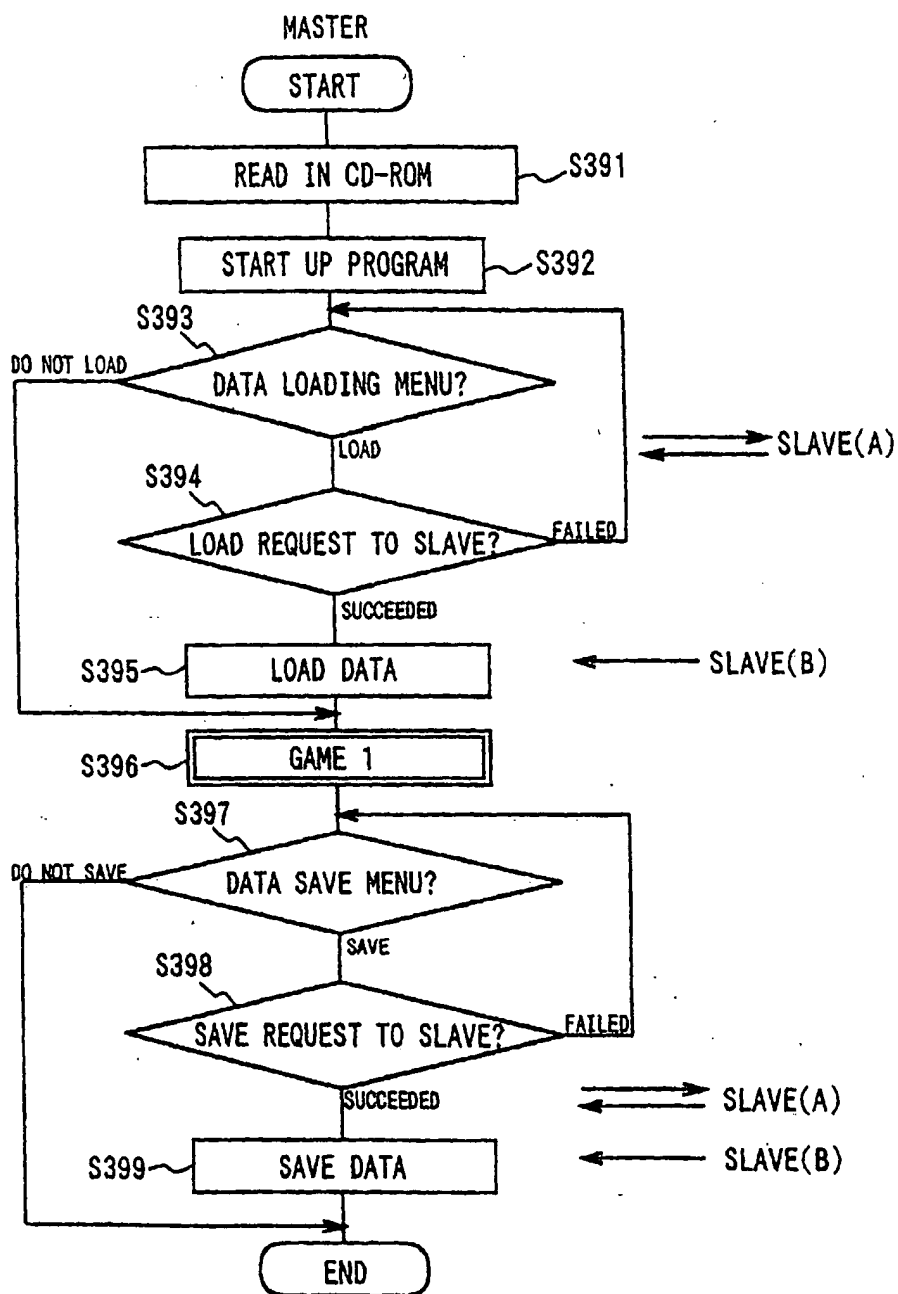 MASTER
START
READ IN CD-ROM
S391
START UP PROGRAM
S392
S393
DO NOT LOAD
DATA LOADING MENU?
LOAD
SLAVE(A)
S394
LOAD REQUEST TO SLAVE?
FAILED
SUCCEEDED
S395
LOAD DATA
SLAVE(B)
S396
GAME 1
S397
DO NOT SAVE
DATA SAVE MENU?
SAVE
S398
SAVE REQUEST TO SLAVE?
FAILED
SUCCEEDED
SLAVE(A)
S399
SAVE DATA
SLAVE(B)
END